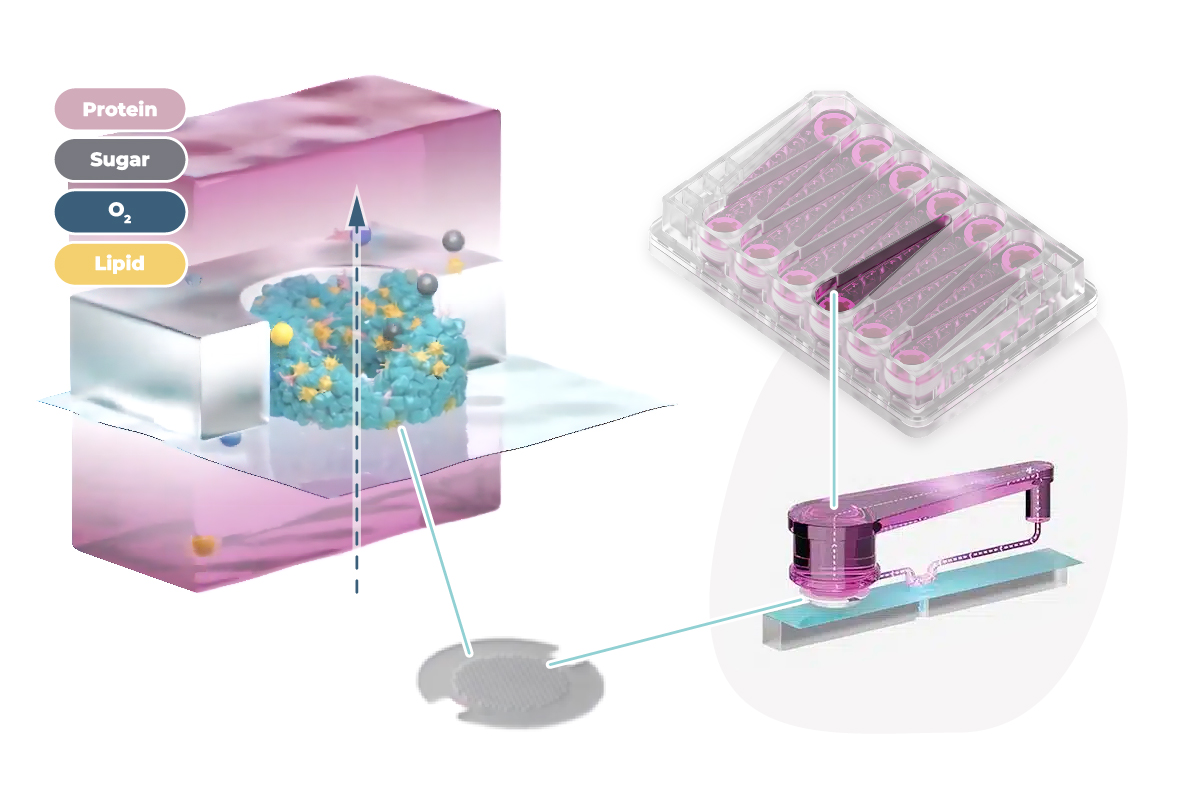 Protein
Sugar
O₂
Lipid